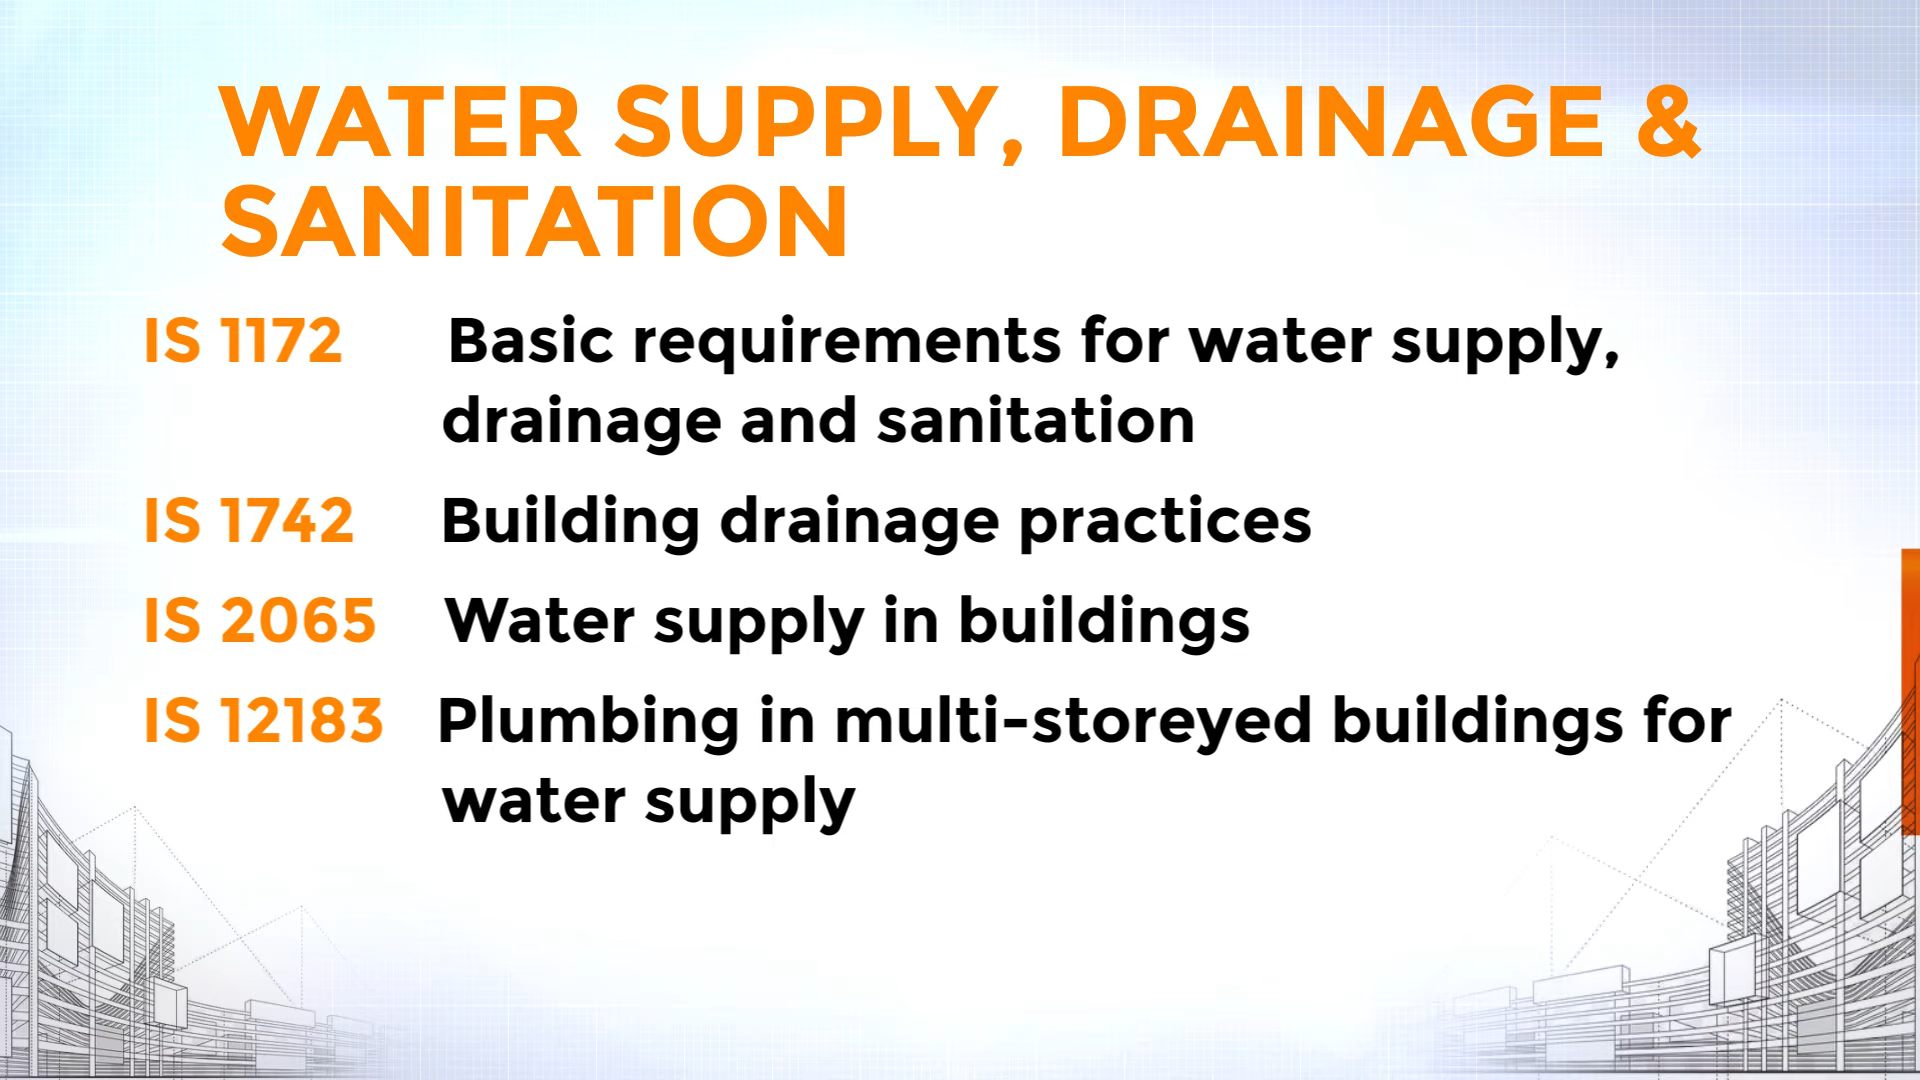 WATER SUPPLY, DRAINAGE &
SANITATION
IS 1172 Basic requirements for water supply,
drainage and sanitation
IS 1742 Building drainage practices
IS 2065 Water supply in buildings
IS 12183 Plumbing in multi-storeyed buildings for
water supply